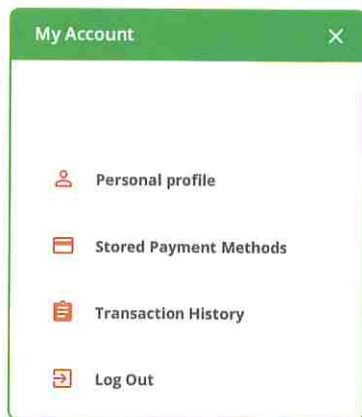 My Account
Personal profile
Stored Payment Methods
Transaction History
Log Out